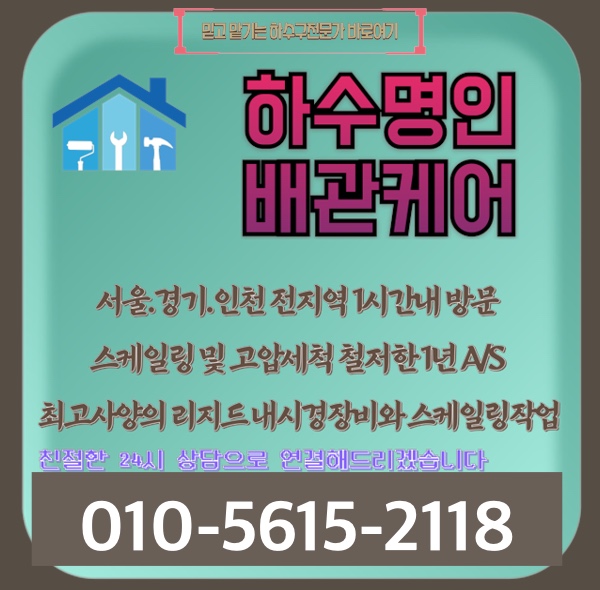 믿고 맡기는 하수구전문가 바로여기
하수명인
배관케어
서울.경기.인천 전지역 1시간내 방문
스케일링 및 고압세척 철저한 1년 A/S
최고사양의 리지드 내시경장비와 스케일링작업
친절한 24시 상담으로 연결해드리겠습니다
010-5615-2118